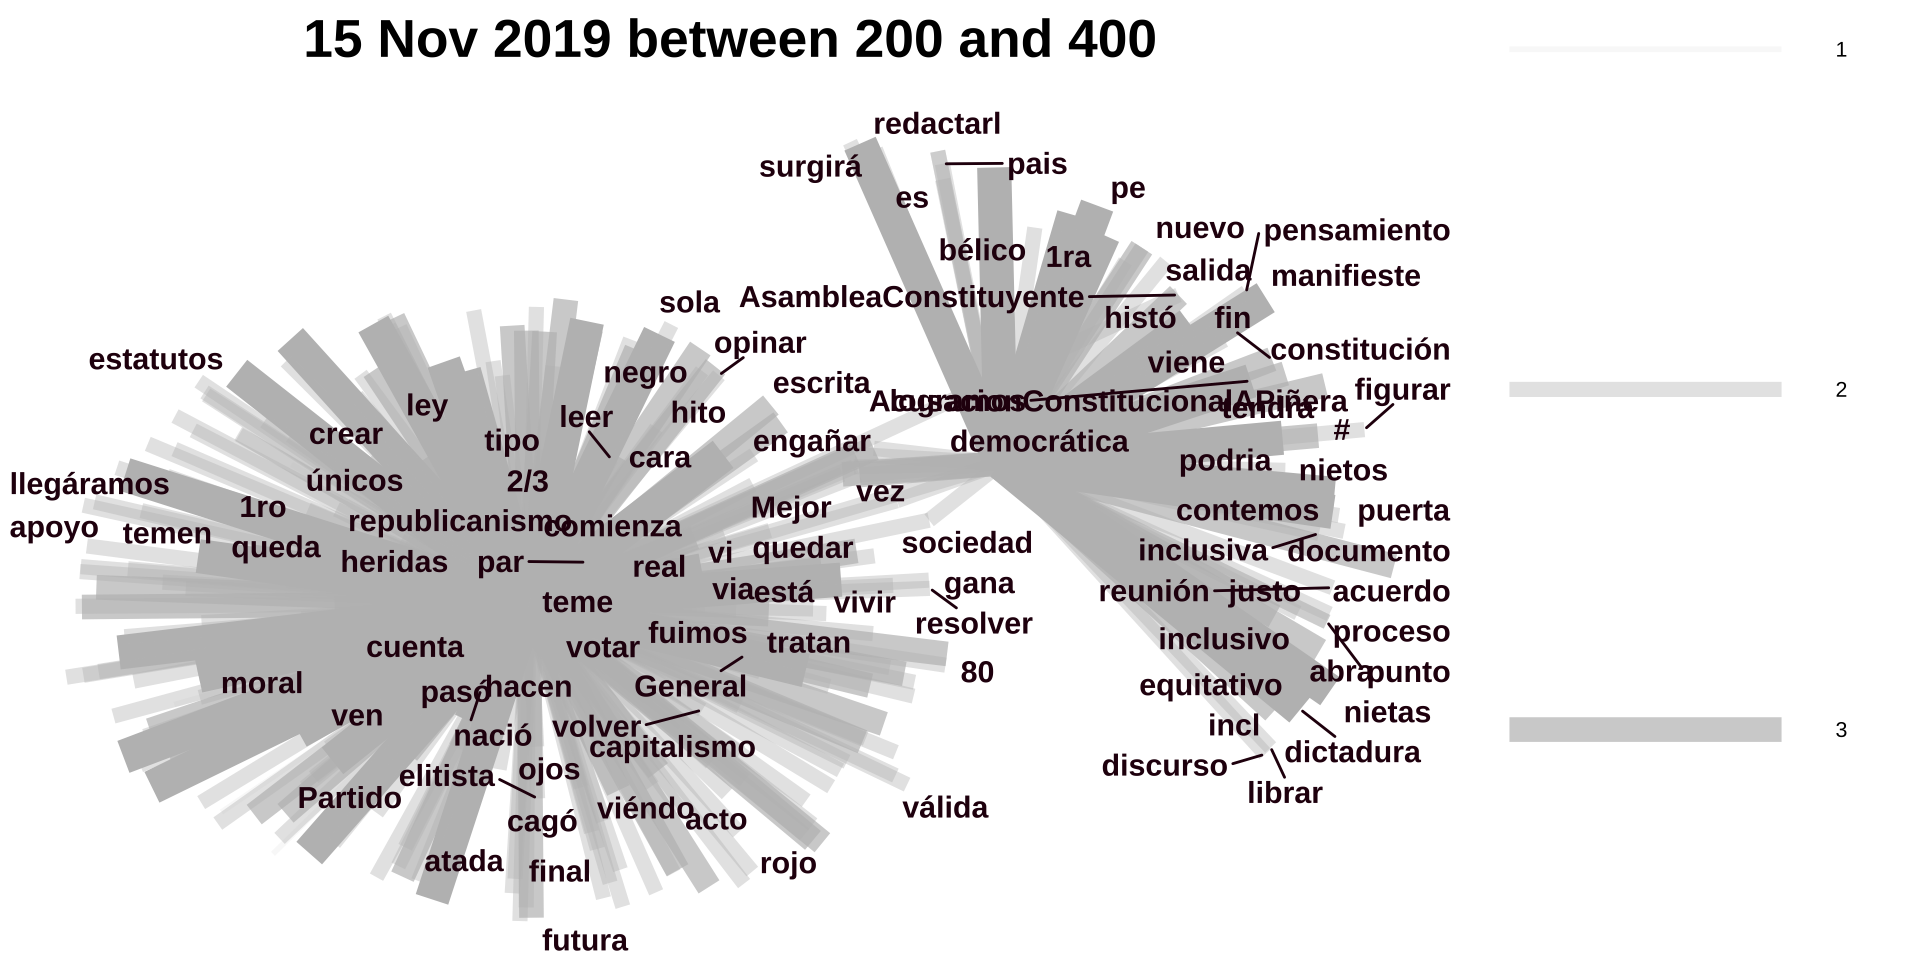 15 Nov 2019 between 200 and 400
1
redactarl
surgirá
pais
es
pe
nuevo
pensamiento
bélico
1ra
salida
manifieste
sola
AsambleaConstituyente
histó
fin
opinar
estatutos
negro
viene
constitución
escrita
figurar
2
ley
leer
hito
tendrá
#
crear
tipo
engañar
democrática
cara
podria
nietos
llegáramos
únicos
2/3
vez
1ro
Mejor
contemos
puerta
apoyo
temen
republicanismo
comienza
queda
heridas
par
real
vi
quedar
sociedad
inclusiva
documento
gana
via
está
vivir
reunión
justo
acuerdo
teme
resolver
cuenta
votar
fuimos
tratan
inclusivo
proceso
moral
pasó
hacen
General
80
equitativo
abra
punto
ven
nació
volver
capitalismo
incl
nietas
3
elitista
ojos
discurso
dictadura
Partido
cagó
viéndo
acto
válida
librar
atada
final
rojo
futura